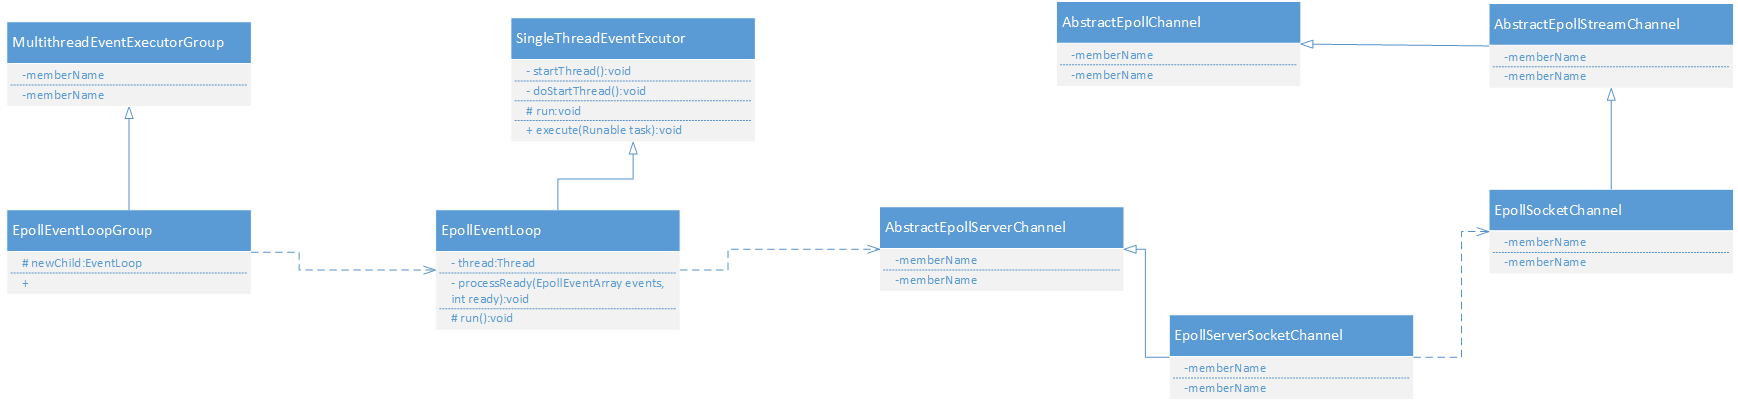 MultithreadEventExecutorGroup
-memberName
-memberName
SingleThreadEventExcutor
- startThread():void
- doStartThread():void
# run:void
+ execute(Runable task):void
AbstractEpollChannel
-memberName
-memberName
AbstractEpollStreamChannel
-memberName
-memberName
EpollEventLoopGroup
# newChild:EventLoop
+
EpollEventLoop
- thread:Thread
- processReady(EpollEventArray events,
int ready):void
# run():void
AbstractEpollServerChannel
-memberName
-memberName
EpollSocketChannel
-memberName
-memberName
EpollServerSocketChannel
-memberName
-memberName